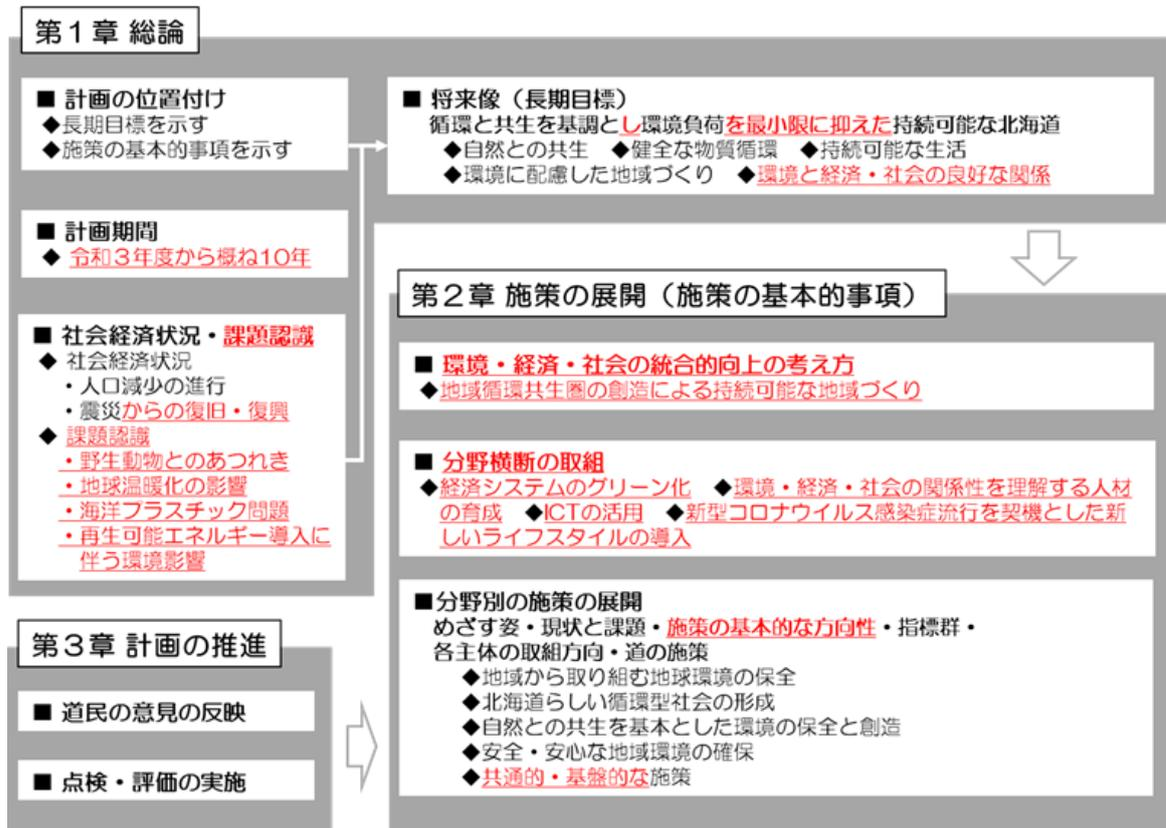 第1章 総論
■ 計画の位置付け
◆長期目標を示す
◆施策の基本的事項を示す
■ 計画期間
◆ 令和3年度から概ね10年
■ 社会経済状況・課題認識
◆ 社会経済状況
・人口減少の進行
・震災からの復旧・復興
◆ 課題認識
・野生動物とのあつれき
・地球温暖化の影響
・海洋プラスチック問題
・再生可能エネルギー導入に
伴う環境影響
■ 将来像（長期目標）
循環と共生を基調とし環境負荷を最小限に抑えた持続可能な北海道
◆自然との共生 ◆健全な物質循環 ◆持続可能な生活
◆環境に配慮した地域づくり ◆環境と経済・社会の良好な関係
第2章 施策の展開（施策の基本的事項）
■ 環境・経済・社会の統合的向上の考え方
◆地域循環共生圏の創造による持続可能な地域づくり
■ 分野横断の取組
◆経済システムのグリーン化 ◆環境・経済・社会の関係性を理解する人材
の育成 ◆ICTの活用 ◆新型コロナウイルス感染症流行を契機とした新
しいライフスタイルの導入
■分野別の施策の展開
めざす姿・現状と課題・施策の基本的な方向性・指標群・
各主体の取組方向・道の施策
◆地域から取り組む地球環境の保全
◆北海道らしい循環型社会の形成
◆自然との共生を基本とした環境の保全と創造
◆安全・安心な地域環境の確保
◆共通的・基盤的な施策
第3章 計画の推進
■ 道民の意見の反映
■ 点検・評価の実施